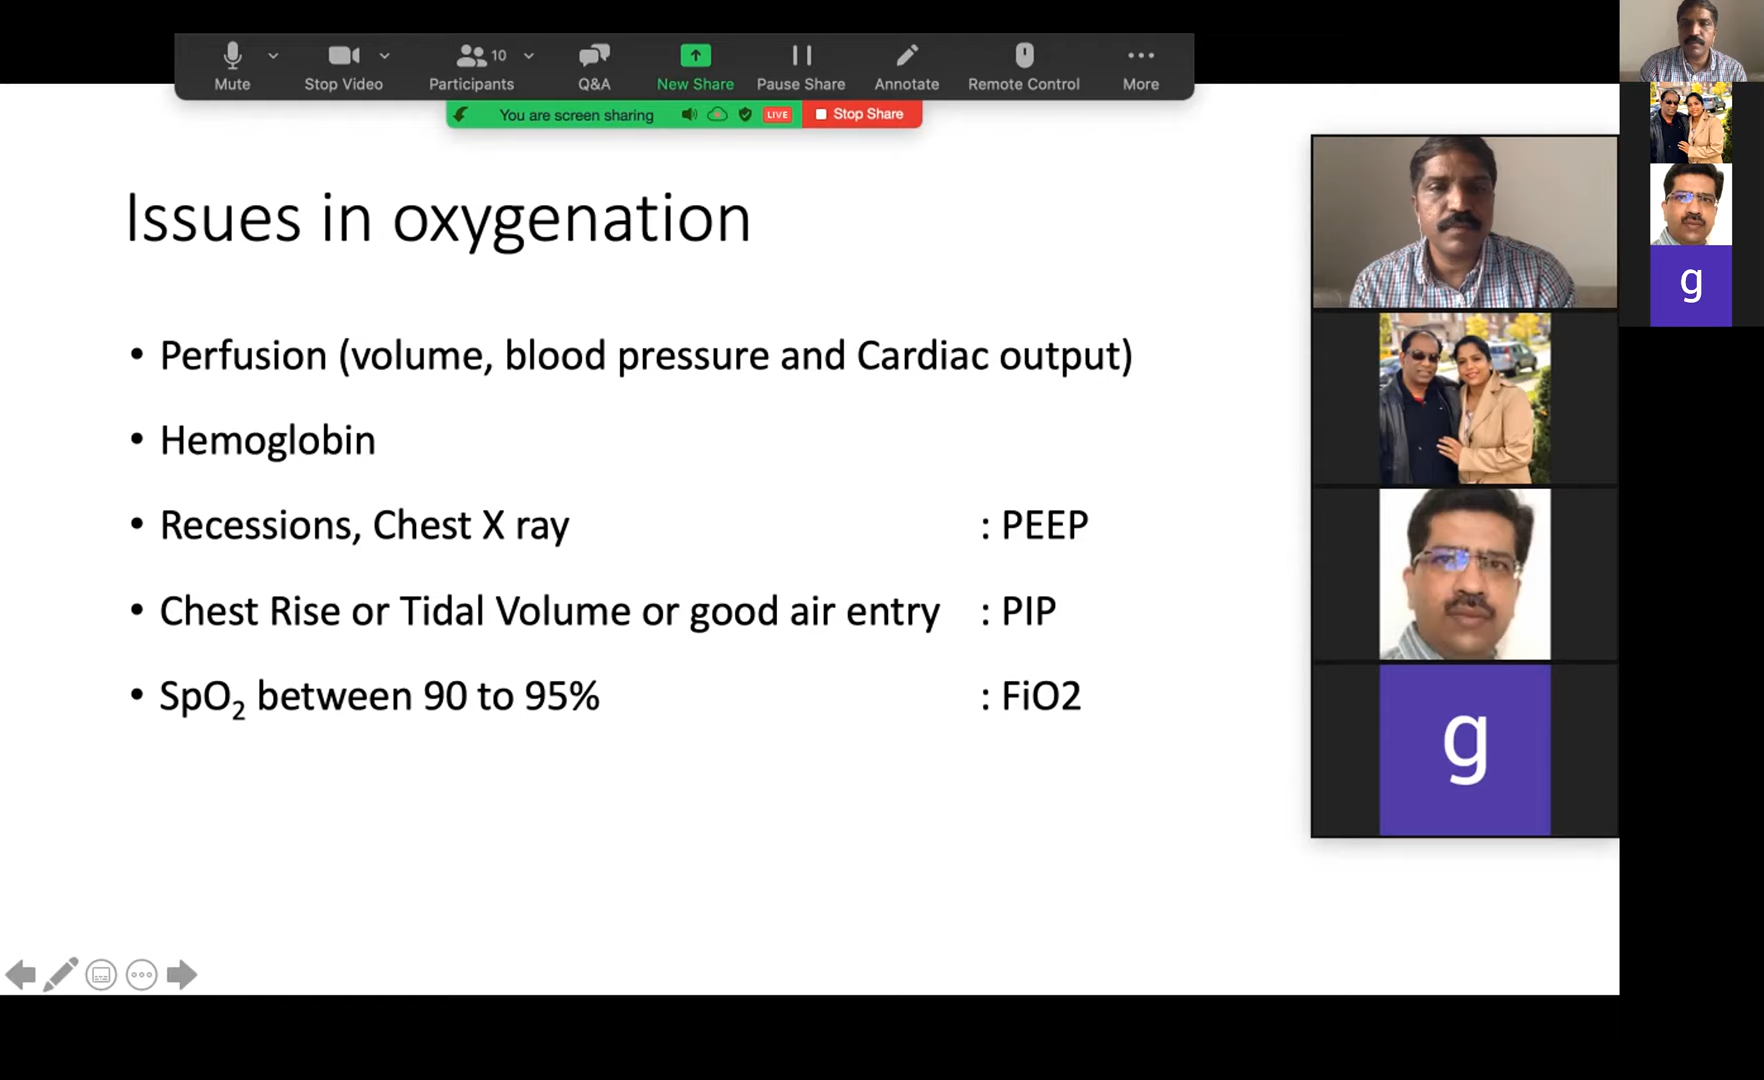 10
Mute
Stop Video
Participants
Q&A
New Share
Pause Share
Annotate
Remote Control
More
You are screen sharing
LIVE
Stop Share
Issues in oxygenation
• Perfusion (volume, blood pressure and Cardiac output)
• Hemoglobin
• Recessions, Chest X ray : PEEP
• Chest Rise or Tidal Volume or good air entry : PIP
• SpO₂ between 90 to 95% : FiO2
g
g